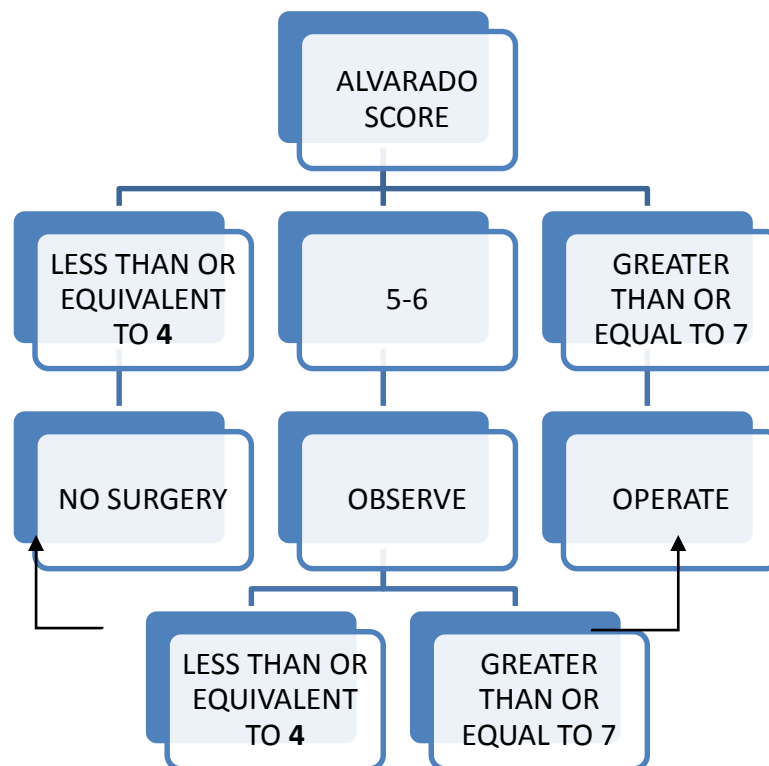 ALVARADO
SCORE
LESS THAN OR
EQUIVALENT
TO 4
5-6
GREATER
THAN OR
EQUAL TO 7
NO SURGERY
OBSERVE
OPERATE
LESS THAN OR
EQUIVALENT
TO 4
GREATER
THAN OR
EQUAL TO 7